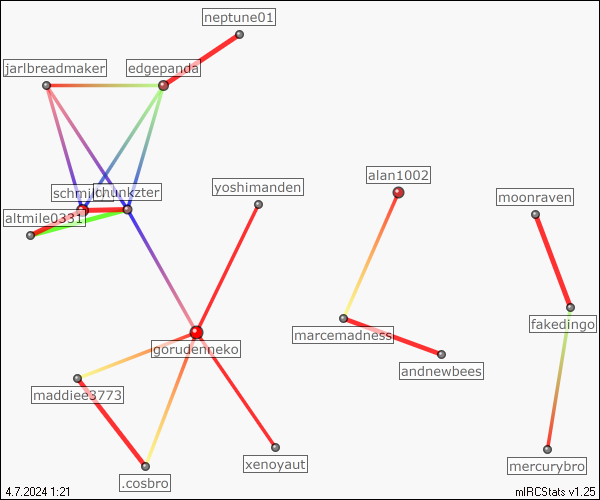 neptune01
jarlbreadmaker
edgepanda
alan1002
yoshimanden
chunkzter
moonraven
altmile0331
fakedingo
marcemadness
gorudenneko
andnewbees
maddiee3773
xenoyaut
mercurybro
.cosbro
4.7.2024 1:21
mIRCStats v1.25